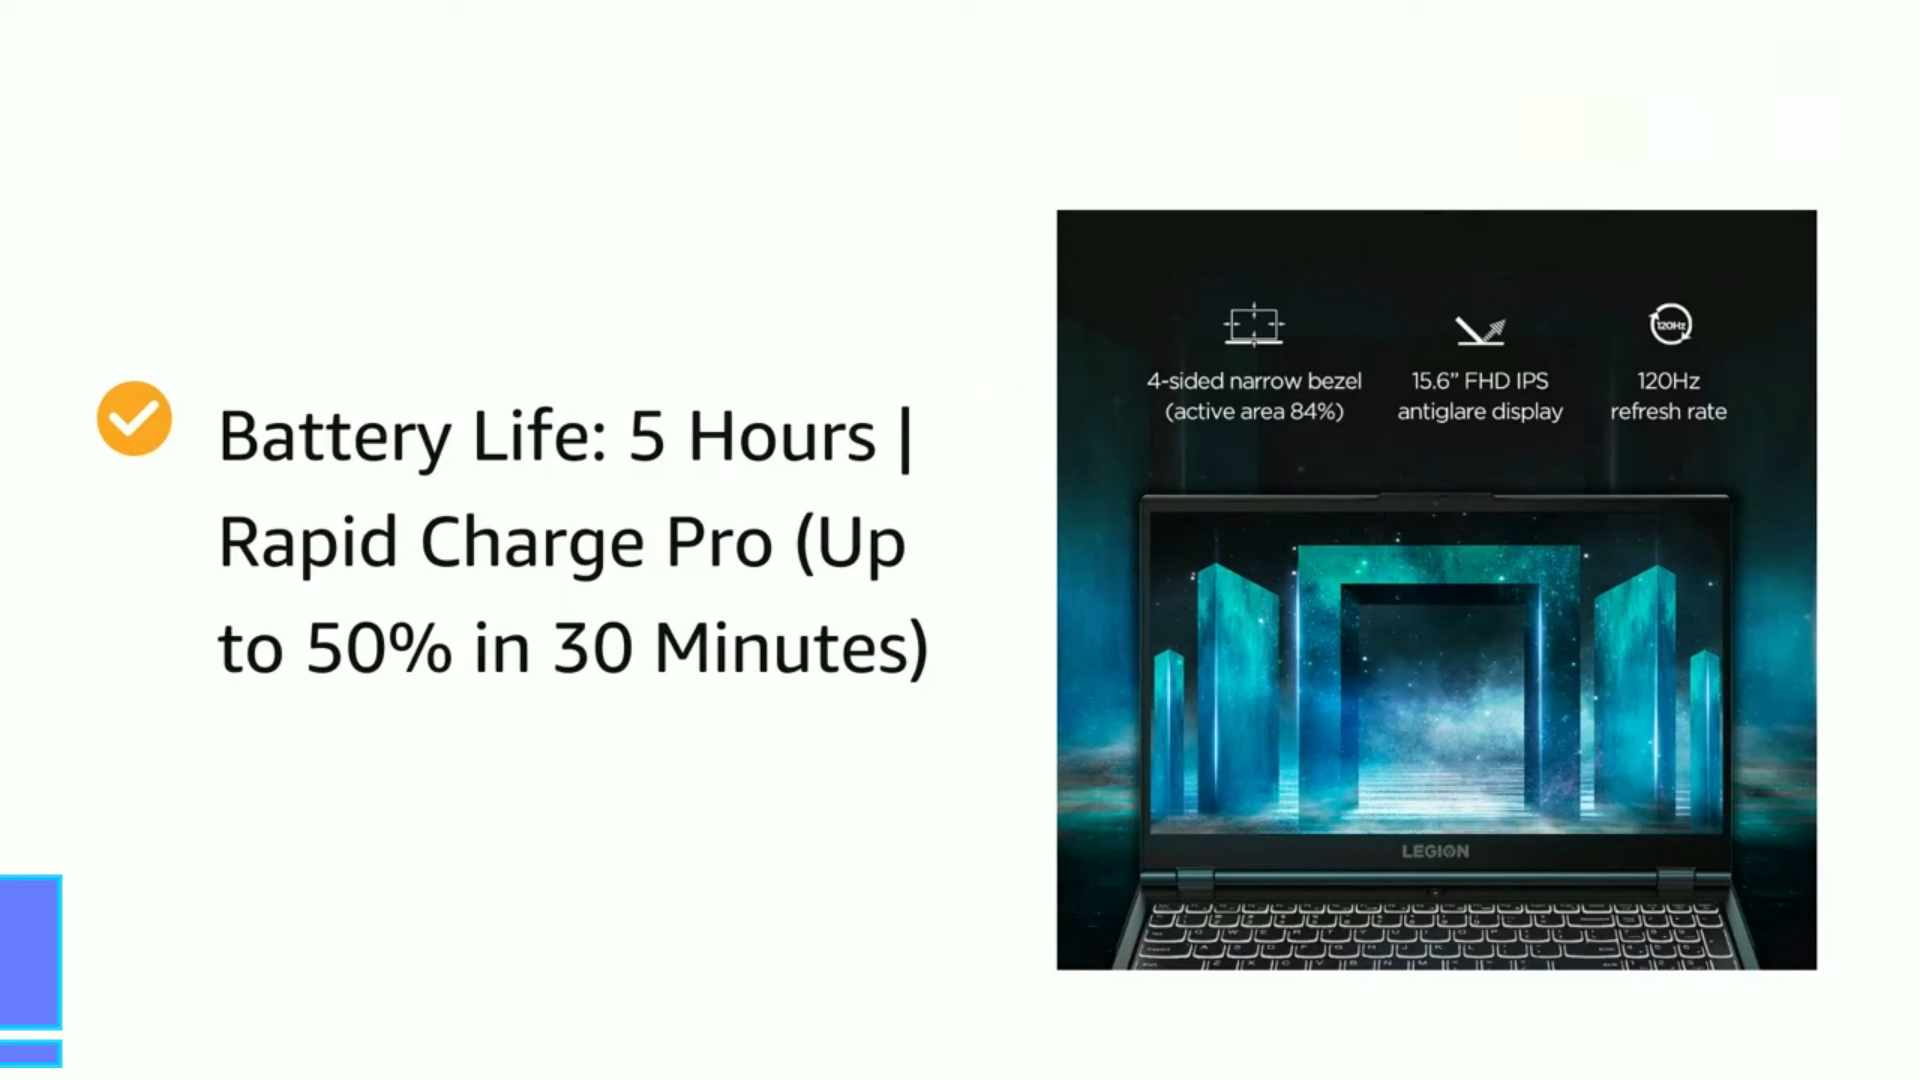 Battery Life: 5 Hours |
Rapid Charge Pro (Up
to 50% in 30 Minutes)
120Hz
4-sided narrow bezel
(active area 84%)
15.6” FHD IPS
antiglare display
120Hz
refresh rate
LEGION